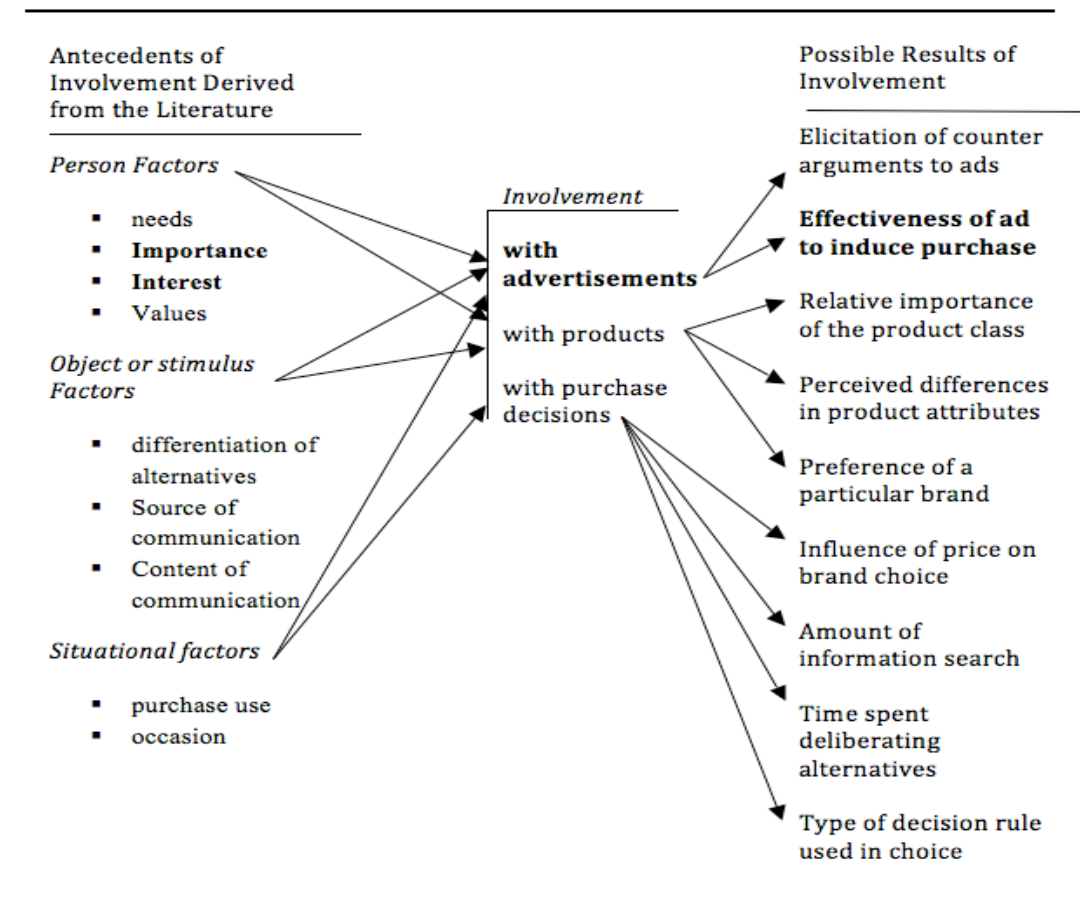 Antecedents of
Involvement Derived
from the Literature
Person Factors
▪ needs
▪ Importance
▪ Interest
▪ Values
Object or stimulus
Factors
▪ differentiation of
alternatives
▪ Source of
communication
▪ Content of
communication
Situational factors
▪ purchase use
▪ occasion
Involvement
with
advertisements
with products
with purchase
decisions
Possible Results of
Involvement
Elicitation of counter
arguments to ads
Effectiveness of ad
to induce purchase
Relative importance
of the product class
Perceived differences
in product attributes
Preference of a
particular brand
Influence of price on
brand choice
Amount of
information search
Time spent
deliberating
alternatives
Type of decision rule
used in choice